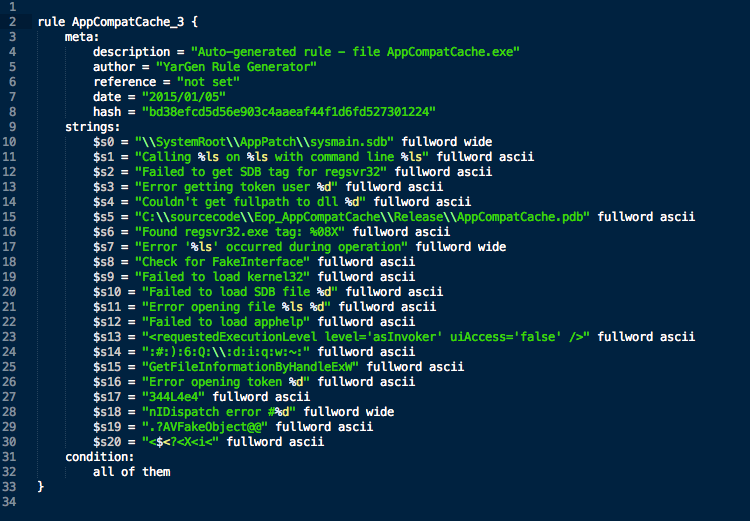 1
2 rule AppCompatCache_3 {
3 meta:
4 description = "Auto-generated rule - file AppCompatCache.exe"
5 author = "YarGen Rule Generator"
6 reference = "not set"
7 date = "2015/01/05"
8 hash = "bd38efcd5d56e903c4aaeaf44f1d6fd527301224"
9 strings:
10 $s0 = "\\SystemRoot\\AppPatch\\sysmain.sdb" fullword wide
11 $s1 = "Calling %ls on %ls with command line %ls" fullword ascii
12 $s2 = "Failed to get SDB tag for regsvr32" fullword ascii
13 $s3 = "Error getting token user %d" fullword ascii
14 $s4 = "Couldn't get fullpath to dll %d" fullword ascii
15 $s5 = "C:\\sourcecode\\Eop_AppCompatCache\\Release\\AppCompatCache.pdb" fullword ascii
16 $s6 = "Found regsvr32.exe tag: %08X" fullword ascii
17 $s7 = "Error '%ls' occurred during operation" fullword wide
18 $s8 = "Check for FakeInterface" fullword ascii
19 $s9 = "Failed to load kernel32" fullword ascii
20 $s10 = "Failed to load SDB file %d" fullword ascii
21 $s11 = "Error opening file %ls %d" fullword ascii
22 $s12 = "Failed to load apphelp" fullword ascii
23 $s13 = "<requestedExecutionLevel level='asInvoker' uiAccess='false' />" fullword ascii
24 $s14 = ":#:):6:Q:\\:d:i:q:w:~:" fullword ascii
25 $s15 = "GetFileInformationByHandleExW" fullword ascii
26 $s16 = "Error opening token %d" fullword ascii
27 $s17 = "344L4e4" fullword ascii
28 $s18 = "nIDispatch error #%d" fullword wide
29 $s19 = ".?AVFakeObject@@" fullword ascii
30 $s20 = "<$<?<X<i<" fullword ascii
31 condition:
32 all of them
33 }
34